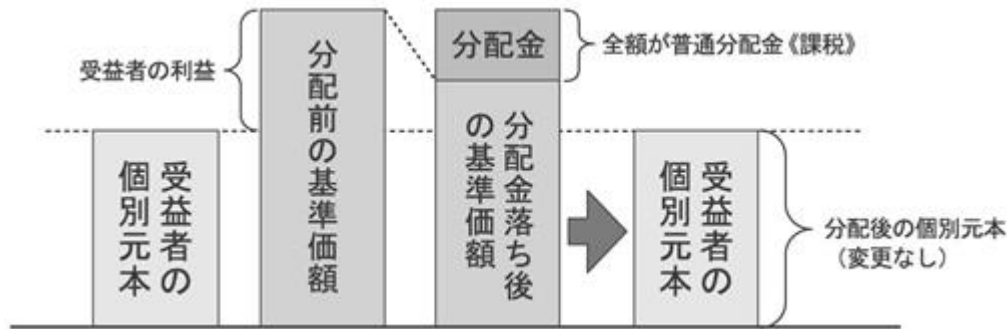 受益者の利益
受益者の
個別元本
分配前の基準価額
分配金
全額が普通分配金《課税》
分配金落ち後
の基準価額
受益者の
個別元本
分配後の個別元本
（変更なし）